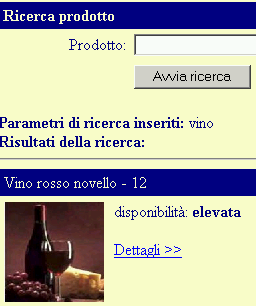 Ricerca prodotto
Prodotto:
Avvia ricerca
Parametri di ricerca inseriti: vino
Risultati della ricerca:
Vino rosso novello - 12
disponibilità: elevata
Dettagli >>